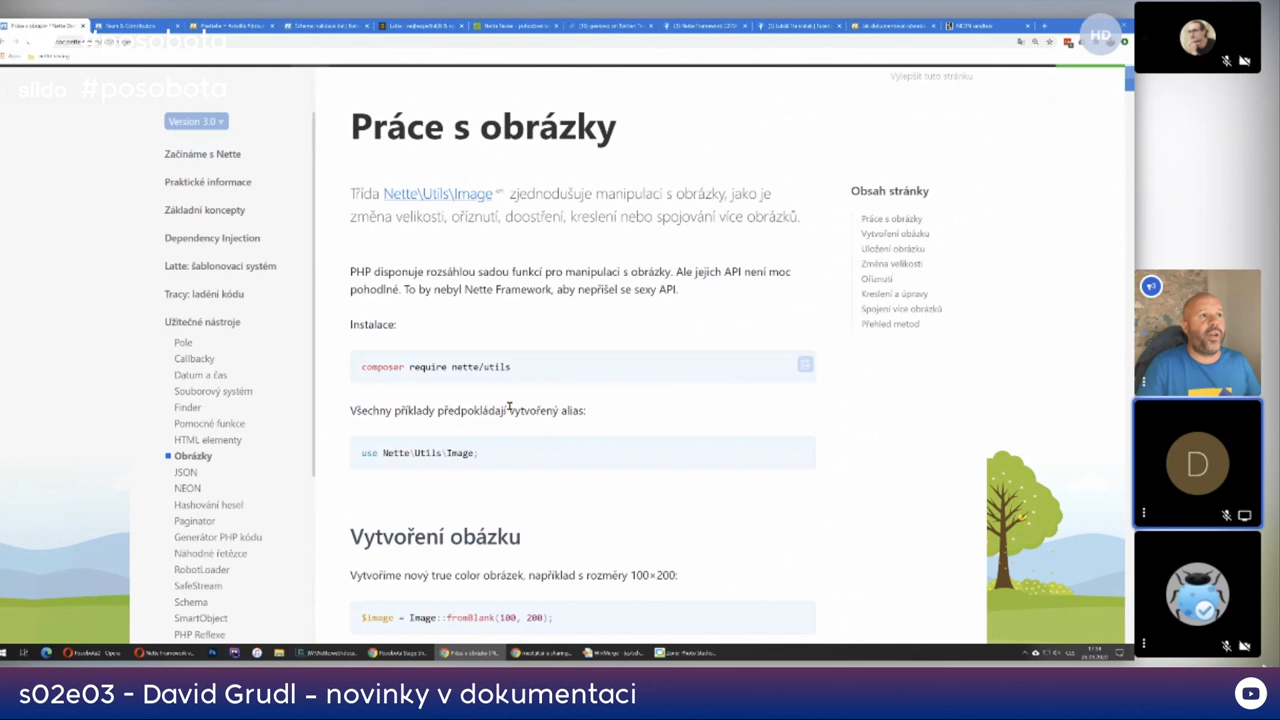 slido #posobota
#posobota
HD
Vylepšit tuto stránku
Version 3.0
Začínáme s Nette
Praktické informace
Základní koncepty
Dependency Injection
Latte: šablonovací systém
Tracy: ladění kódu
Užitečné nástroje
Pole
Callbacky
Datum a čas
Souborový systém
Finder
Pomocné funkce
HTML elementy
Obrázky
JSON
NEON
Hashování hesel
Paginator
Generátor PHP kódu
Náhodné řetězce
RobotLoader
SafeStream
Schema
SmartObject
PHP Reflexe
Práce s obrázky
Třída Nette\Utils\Image zjednodušuje manipulaci s obrázky, jako je
změna velikosti, oříznutí, doostření, kreslení nebo spojování více obrázků.
PHP disponuje rozsáhlou sadou funkcí pro manipulaci s obrázky. Ale jejich API není moc
pohodlné. To by nebyl Nette Framework, aby nepřišel se sexy API.
Instalace:
composer require nette/utils
Všechny příklady předpokládají vytvořený alias:
use Nette\Utils\Image;
Vytvoření obázku
Vytvoříme nový true color obrázek, například s rozměry 100×200:
$image = Image::fromBlank(100, 200);
Obsah stránky
Práce s obrázky
Vytvoření obázku
Uložení obrázku
Změna velikosti
Oříznutí
Kreslení a úpravy
Spojení více obrázků
Přehled metod
D
s02e03 - David Grudl - novinky v dokumentaci